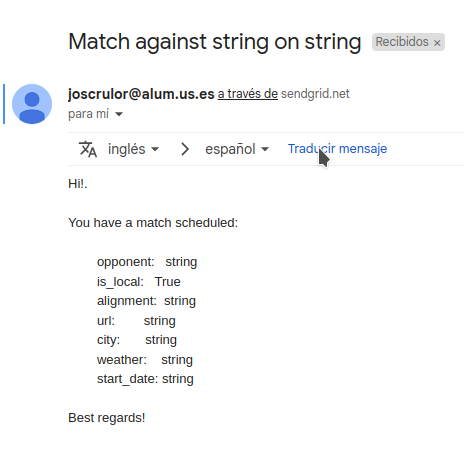 Match against string on string Recibidos ×
joscrulor@alum.us.es a través de sendgrid.net
para mí
inglés español Traducir mensaje
Hi!.
You have a match scheduled:
opponent: string
is_local: True
alignment: string
url: string
city: string
weather: string
start_date: string
Best regards!